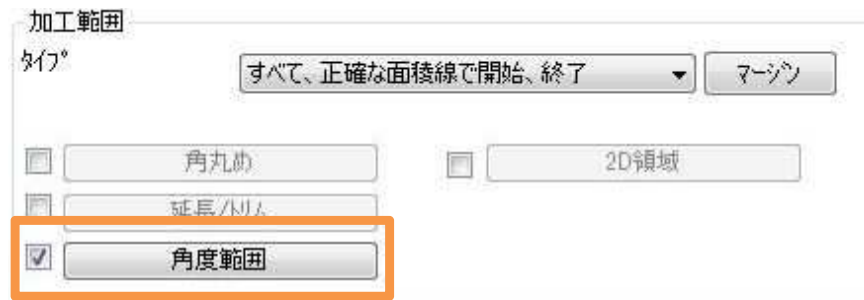 加工範囲
ﾀｲﾌﾟ
すべて、正確な面稜線で開始、終了
ﾏｰｼﾞﾝ
角丸め
2D領域
延長/ﾄﾘﾑ
角度範囲